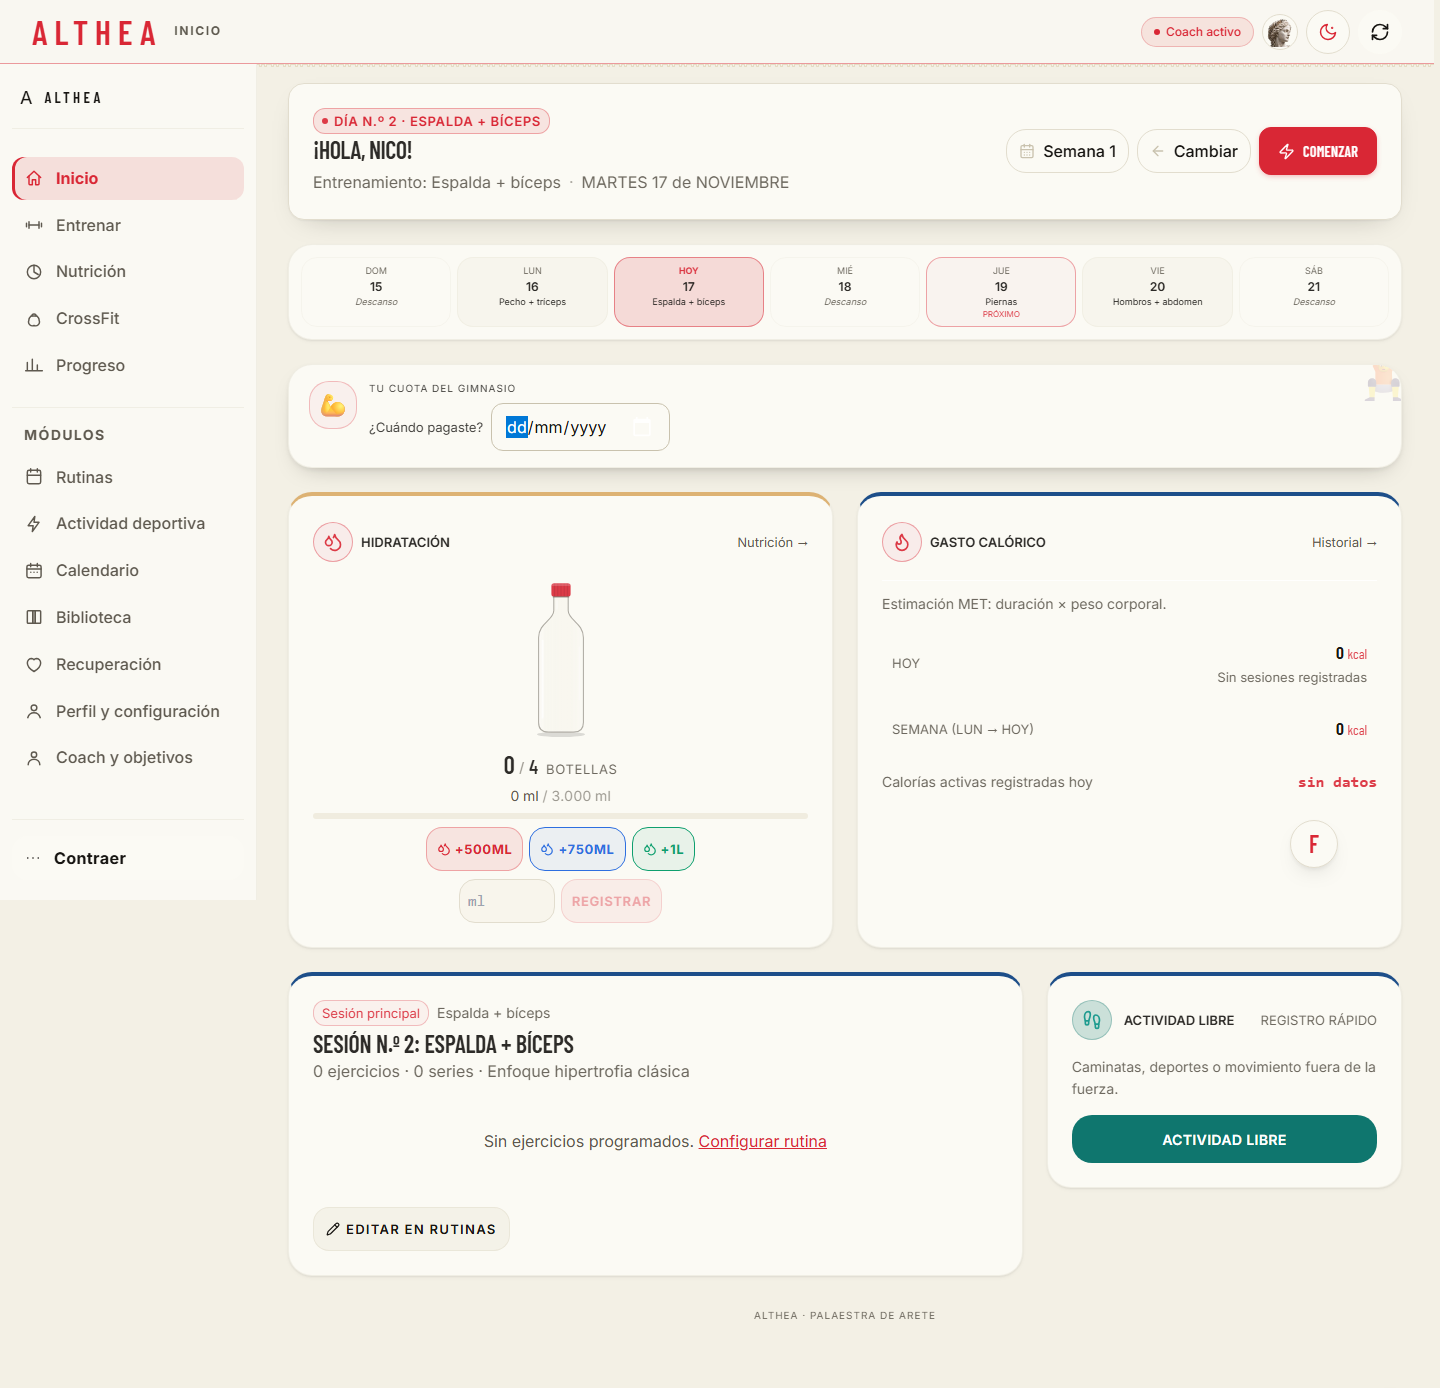 ALTHEA INICIO
Coach activo
A ALTHEA
Inicio
Entrenar
Nutrición
CrossFit
Progreso
MÓDULOS
Rutinas
Actividad deportiva
Calendario
Biblioteca
Recuperación
Perfil y configuración
Coach y objetivos
Contraer
DÍA N.º 2 · ESPALDA + BÍCEPS
¡HOLA, NICO!
Entrenamiento: Espalda + bíceps · MARTES 17 de NOVIEMBRE
Semana 1
Cambiar
COMENZAR
DOM
15
Descanso
LUN
16
Pecho + tríceps
HOY
17
Espalda + bíceps
MIÉ
18
Descanso
JUE
19
Piernas
PRÓXIMO
VIE
20
Hombros + abdomen
SÁB
21
Descanso
TU CUOTA DEL GIMNASIO
¿Cuándo pagaste? dd/mm/yyyy
HIDRATACIÓN
Nutrición →
0 / 4 BOTELLAS
0 ml / 3.000 ml
+500ML
+750ML
+1L
ml
REGISTRAR
GASTO CALÓRICO
Historial →
Estimación MET: duración × peso corporal.
HOY
0 kcal
Sin sesiones registradas
SEMANA (LUN → HOY)
0 kcal
Calorías activas registradas hoy
sin datos
F
Sesión principal Espalda + bíceps
SESIÓN N.º 2: ESPALDA + BÍCEPS
0 ejercicios · 0 series · Enfoque hipertrofia clásica
Sin ejercicios programados. Configurar rutina
EDITAR EN RUTINAS
ACTIVIDAD LIBRE
REGISTRO RÁPIDO
Caminatas, deportes o movimiento fuera de la
fuerza.
ACTIVIDAD LIBRE
ALTHEA · PALAESTRA DE ARETE